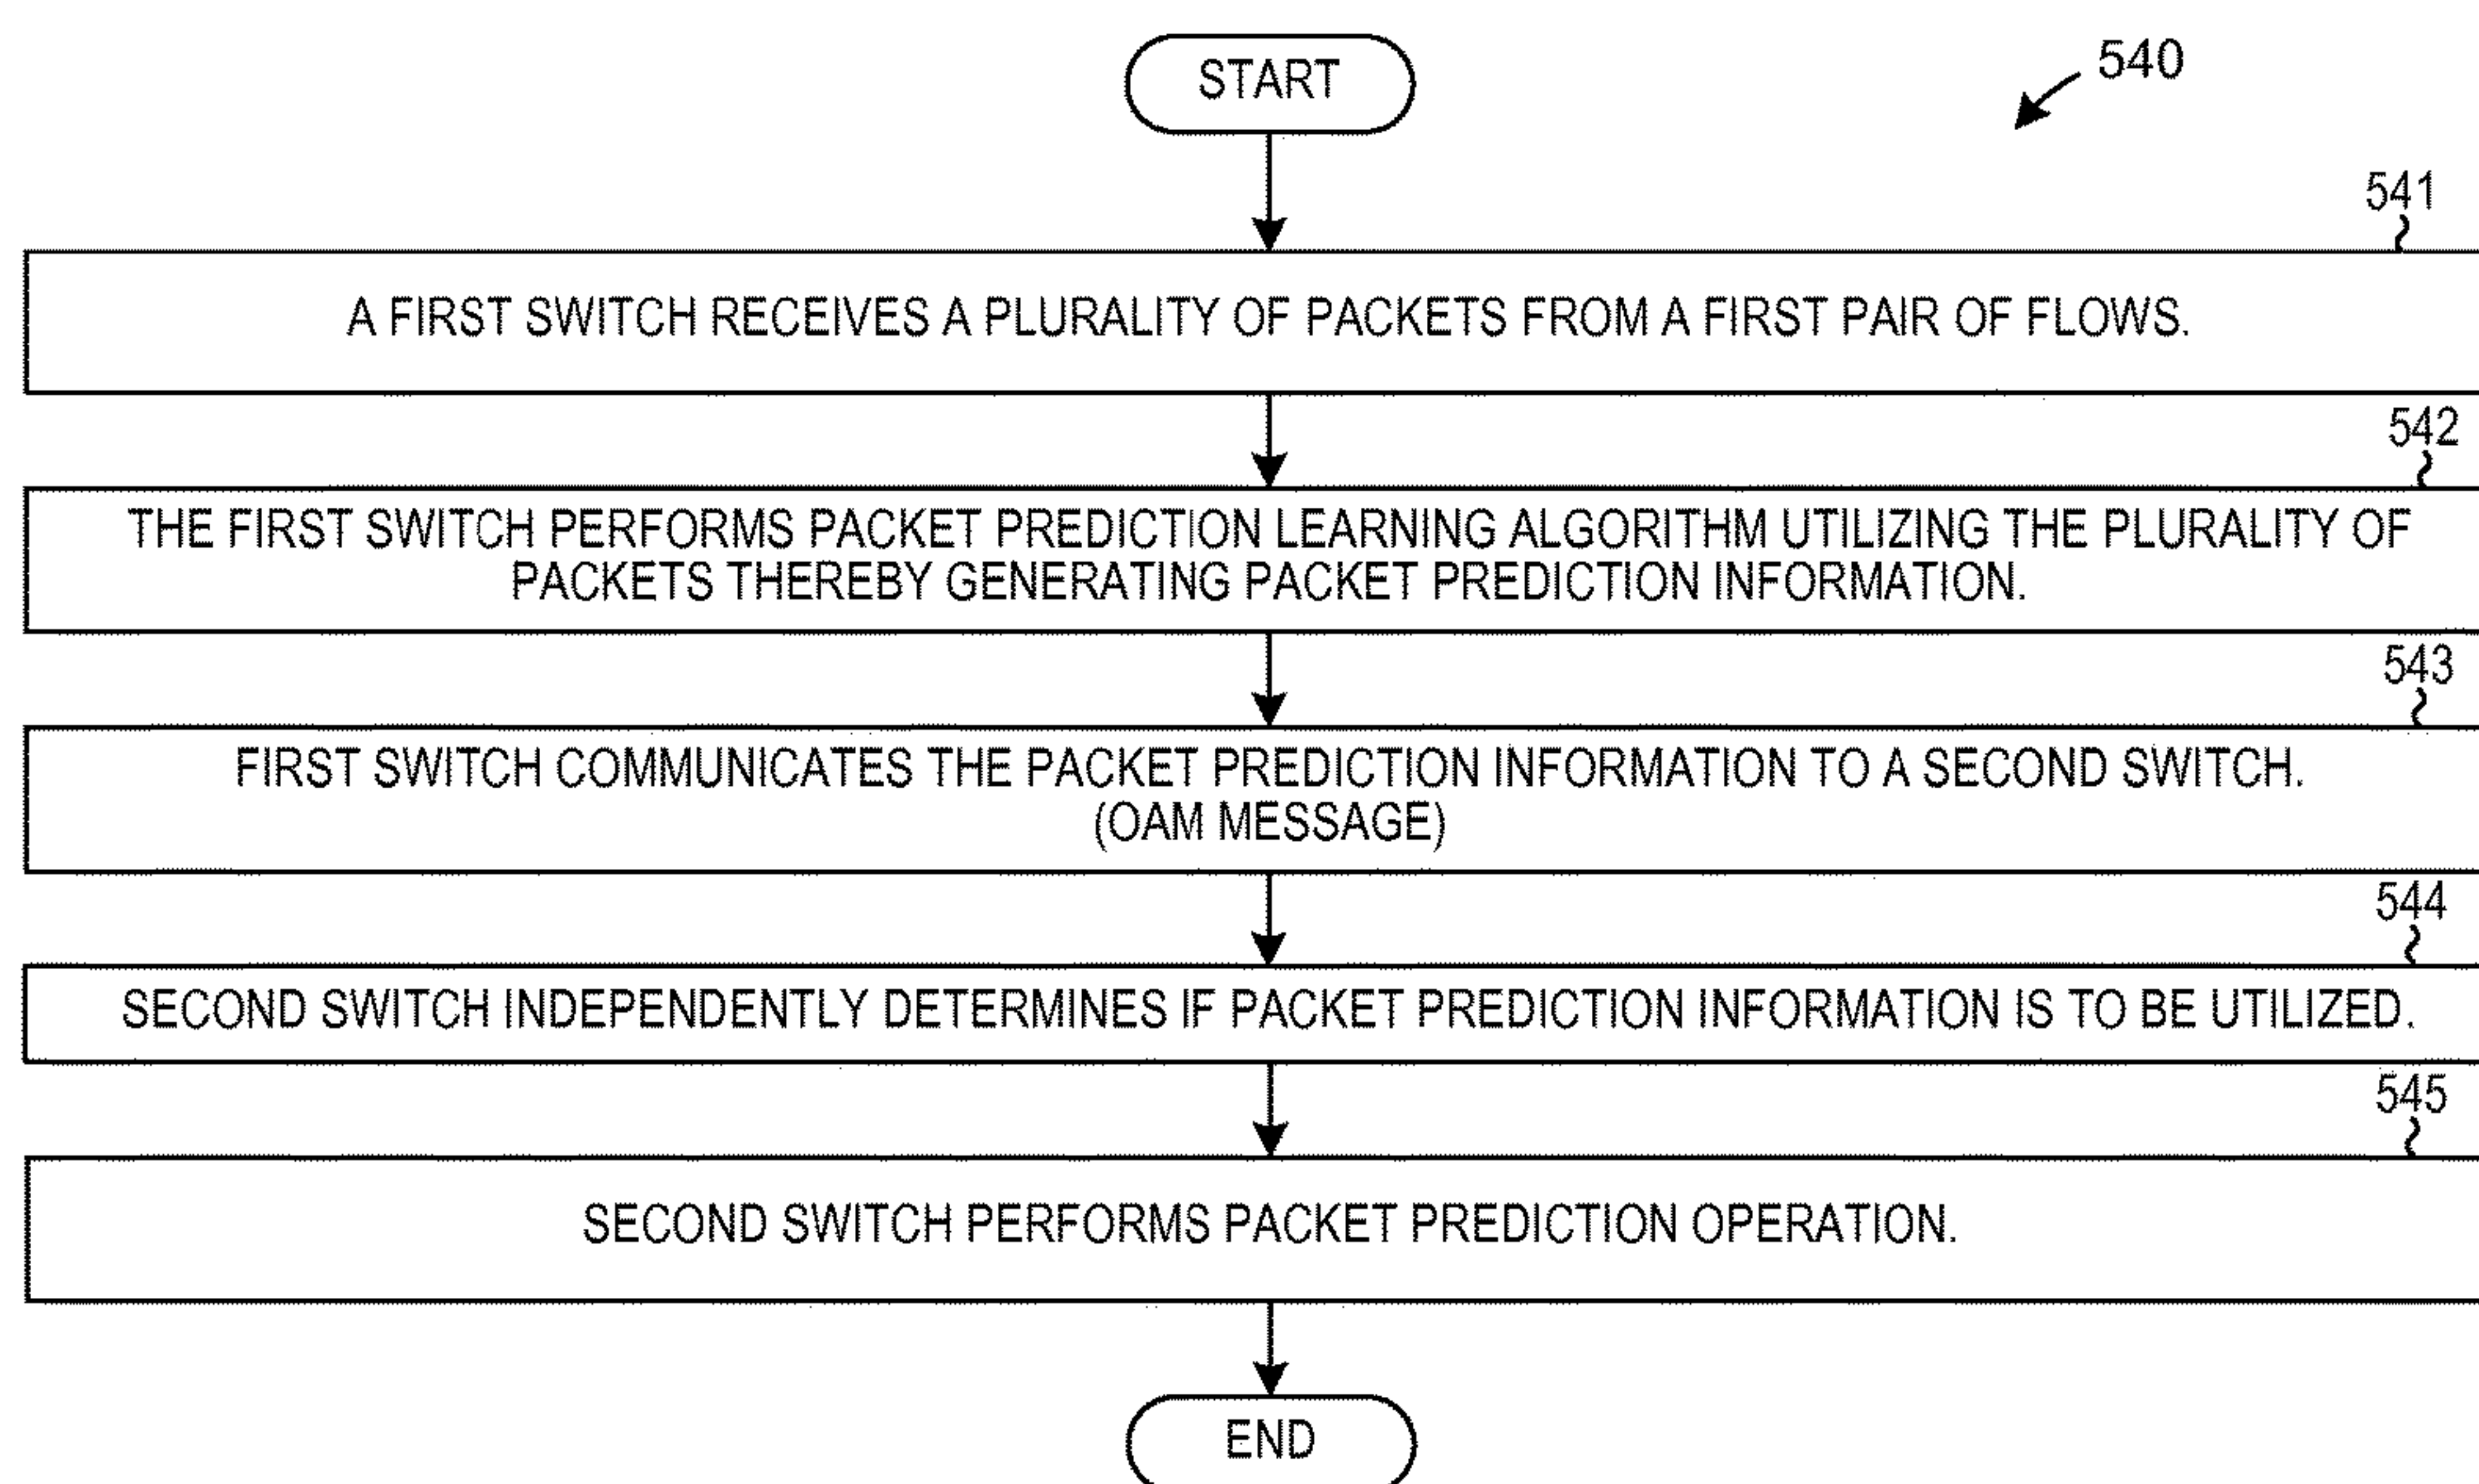 START
540
541
A FIRST SWITCH RECEIVES A PLURALITY OF PACKETS FROM A FIRST PAIR OF FLOWS.
542
THE FIRST SWITCH PERFORMS PACKET PREDICTION LEARNING ALGORITHM UTILIZING THE PLURALITY OF
PACKETS THEREBY GENERATING PACKET PREDICTION INFORMATION.
543
FIRST SWITCH COMMUNICATES THE PACKET PREDICTION INFORMATION TO A SECOND SWITCH.
(OAM MESSAGE)
544
SECOND SWITCH INDEPENDENTLY DETERMINES IF PACKET PREDICTION INFORMATION IS TO BE UTILIZED.
545
SECOND SWITCH PERFORMS PACKET PREDICTION OPERATION.
END